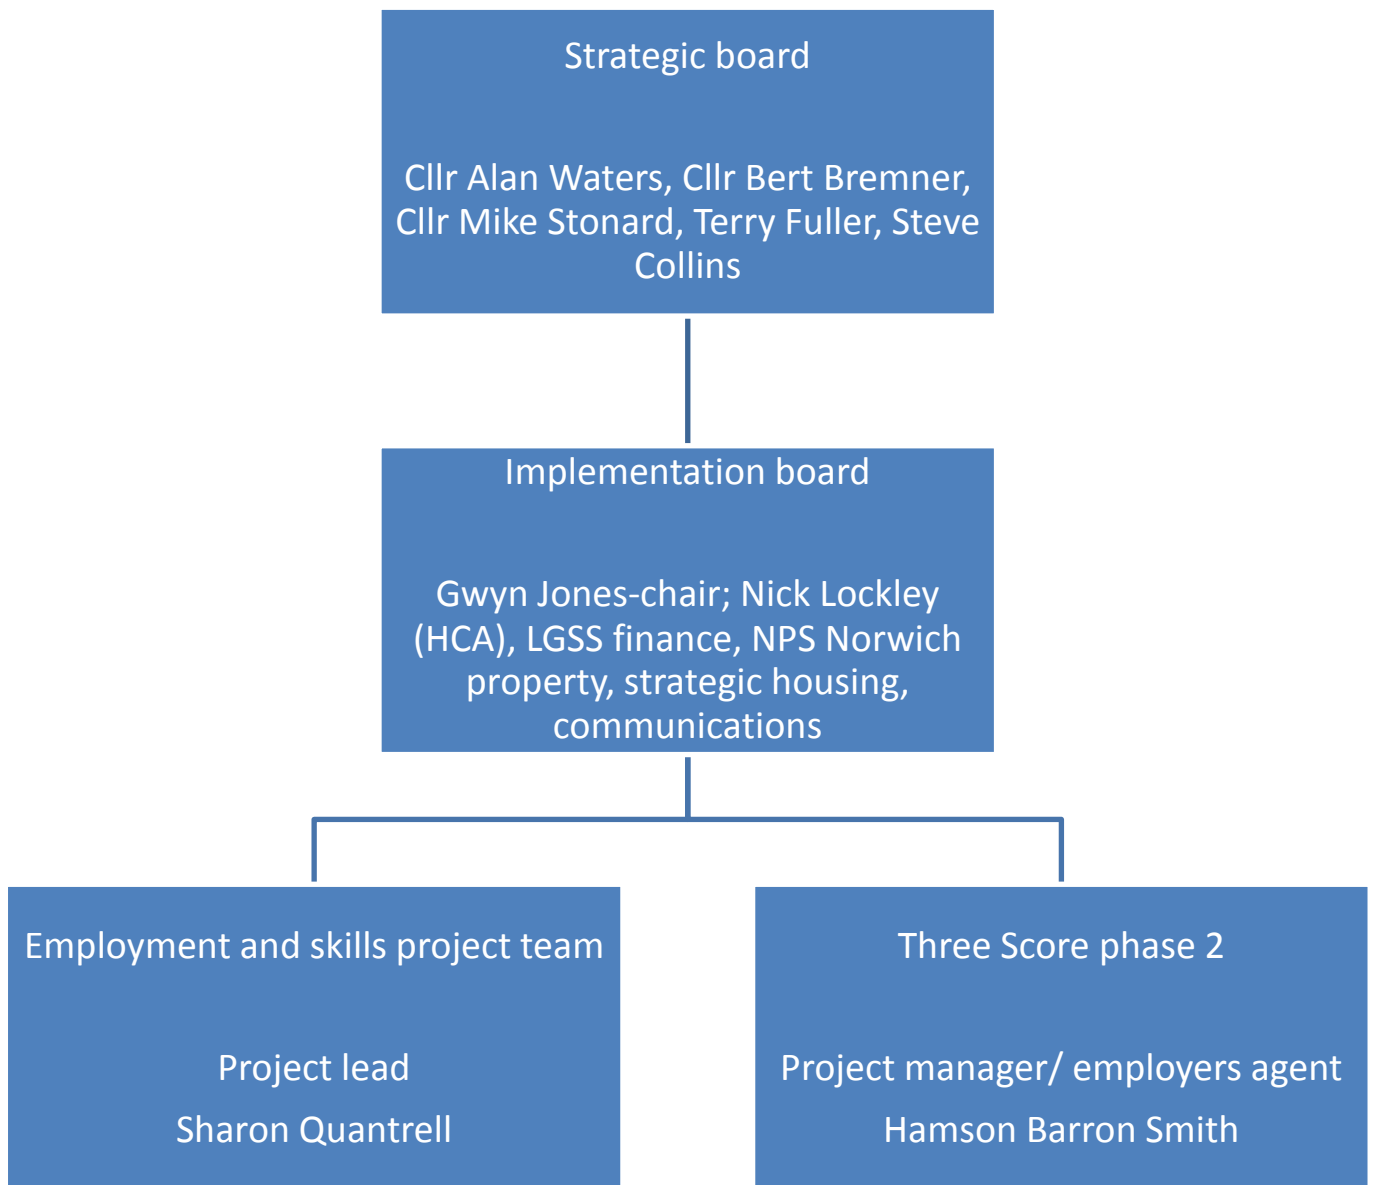 Strategic board
Cllr Alan Waters, Cllr Bert Bremner,
Cllr Mike Stonard, Terry Fuller, Steve
Collins
Implementation board
Gwyn Jones-chair; Nick Lockley
(HCA), LGSS finance, NPS Norwich
property, strategic housing,
communications
Employment and skills project team
Project lead
Sharon Quantrell
Three Score phase 2
Project manager/ employers agent
Hamson Barron Smith